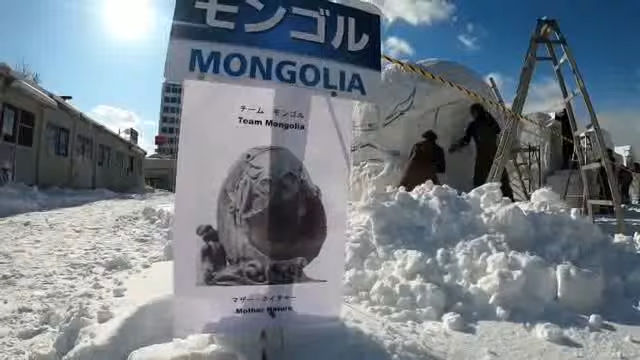 モンゴル
MONGOLIA
チーム モンゴル
Team Mongolia
マザー・ネイチャー
Mother Nature